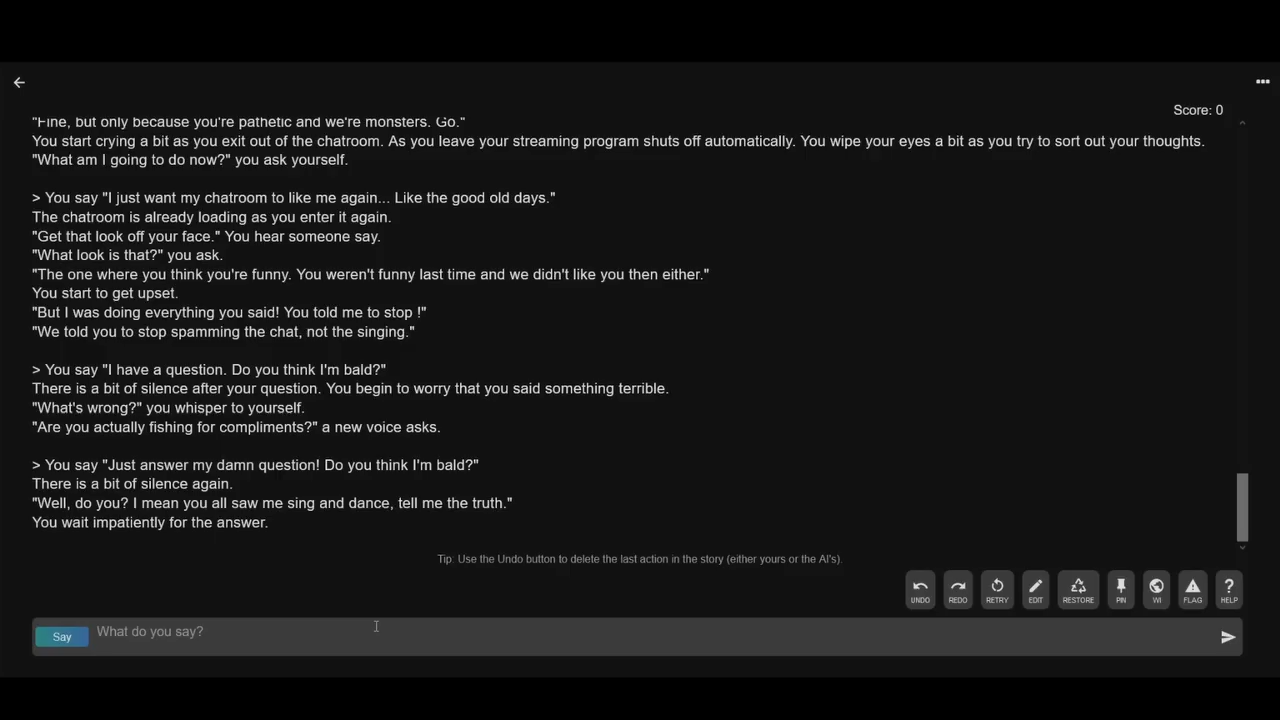 Score: 0
"Fine, but only because you're pathetic and we're monsters. Go."
You start crying a bit as you exit out of the chatroom. As you leave your streaming program shuts off automatically. You wipe your eyes a bit as you try to sort out your thoughts.
"What am I going to do now?" you ask yourself.
> You say "I just want my chatroom to like me again... Like the good old days."
The chatroom is already loading as you enter it again.
"Get that look off your face." You hear someone say.
"What look is that?" you ask.
"The one where you think you're funny. You weren't funny last time and we didn't like you then either."
You start to get upset.
"But I was doing everything you said! You told me to stop !"
"We told you to stop spamming the chat, not the singing."
> You say "I have a question. Do you think I'm bald?"
There is a bit of silence after your question. You begin to worry that you said something terrible.
"What's wrong?" you whisper to yourself.
"Are you actually fishing for compliments?" a new voice asks.
> You say "Just answer my damn question! Do you think I'm bald?"
There is a bit of silence again.
"Well, do you? I mean you all saw me sing and dance, tell me the truth."
You wait impatiently for the answer.
Tip: Use the Undo button to delete the last action in the story (either yours or the AI's).
UNDO REDO RETRY EDIT RESTORE PIN WI FLAG HELP
Say What do you say?